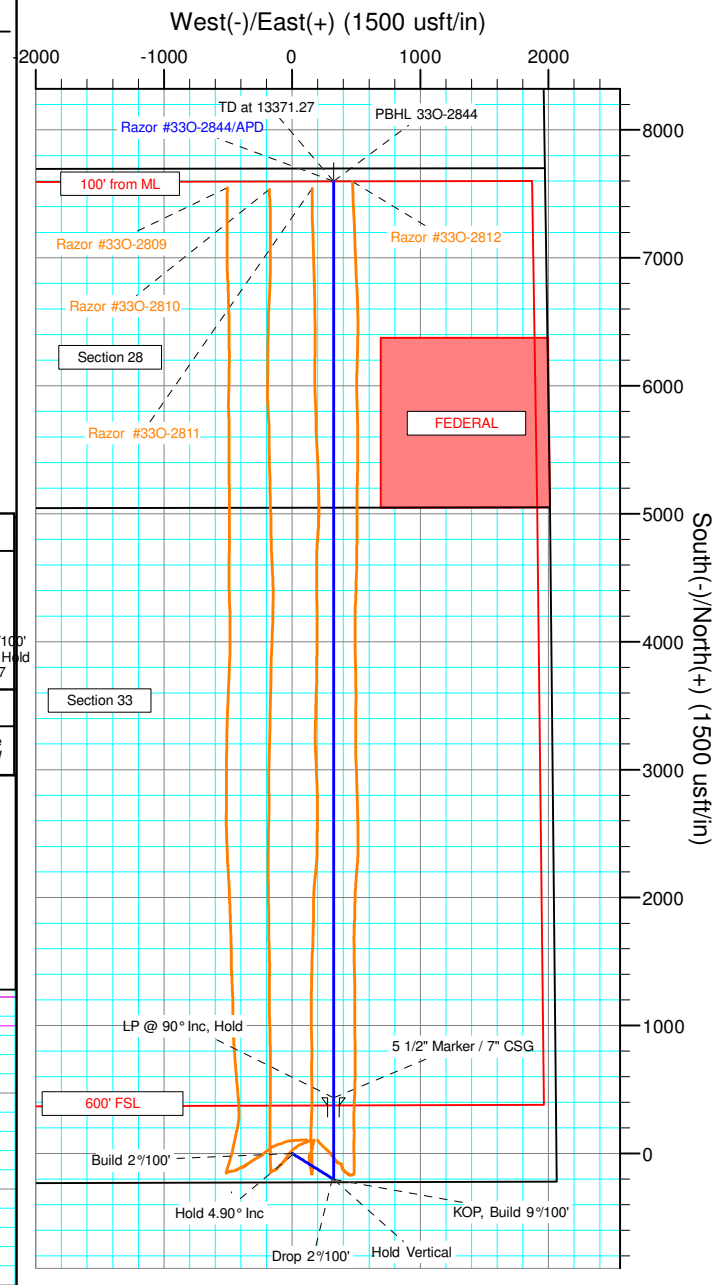 West(-)/East(+) (1500 usft/in)
-2000 -1000 0 1000 2000
TD at 13371.27
PBHL 33O-2844
Razor #33O-2844/APD
8000
100' from ML
Razor #33O-2809
Razor #33O-2812
7000
Razor #33O-2810
Section 28
6000
FEDERAL
Razor #33O-2811
5000
South(-)/North(+) (1500 usft/in)
/100'
Hold
7
4000
Section 33
3000
2000
LP @ 90° Inc, Hold
1000
5 1/2" Marker / 7" CSG
600' FSL
Build 2°/100'
0
Hold 4.90° Inc
KOP, Build 9°/100'
Drop 2°/100'
Hold Vertical